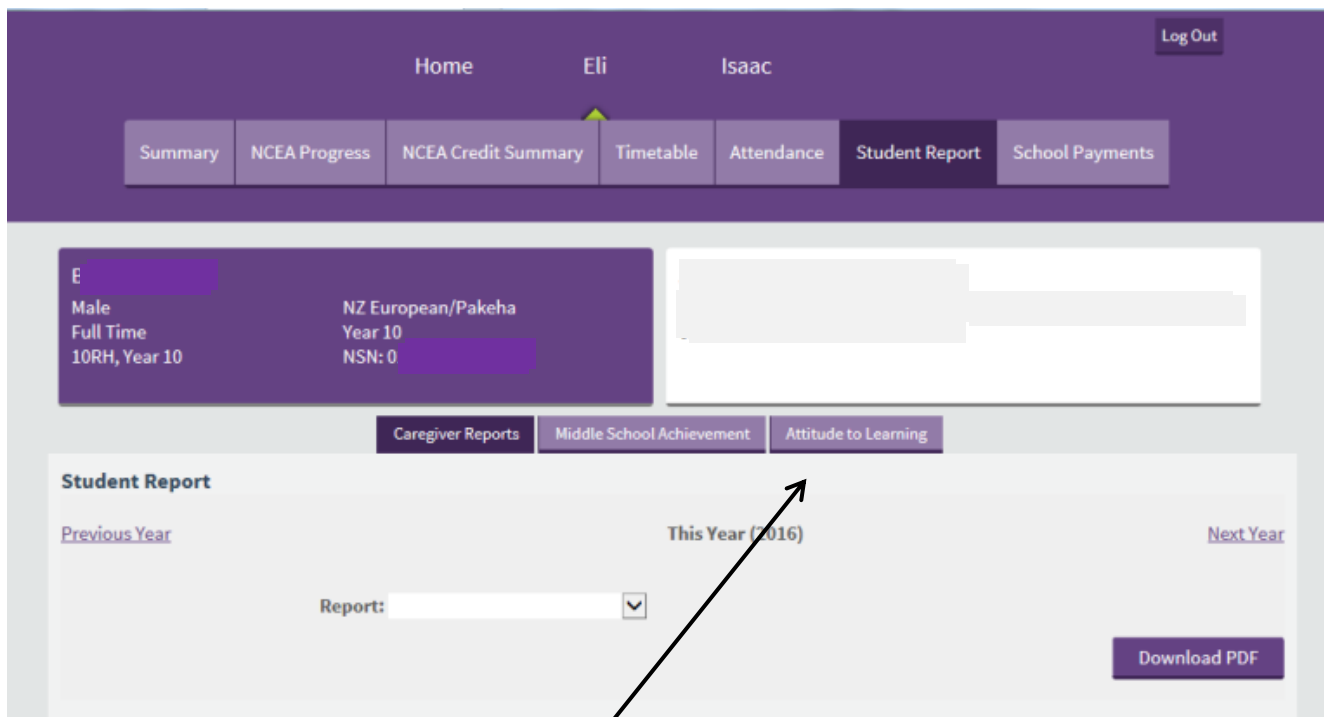 Log Out
Home Eli Isaac
Summary NCEA Progress NCEA Credit Summary Timetable Attendance Student Report School Payments
Male NZ European/Pakeha
Full Time Year 10
10RH, Year 10 NSN: 0
Caregiver Reports Middle School Achievement Attitude to Learning
Student Report
Previous Year This Year (2016) Next Year
Report:
Download PDF